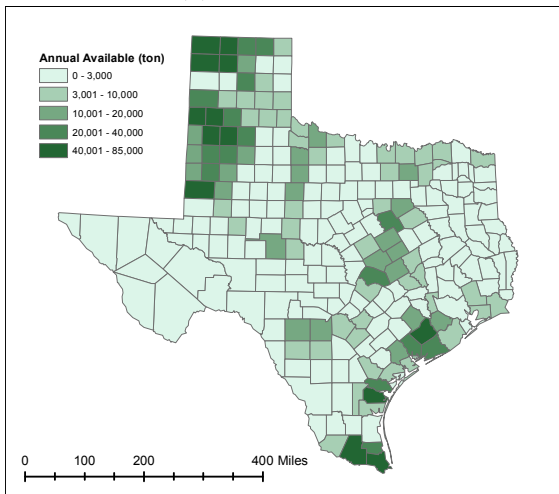 Annual Available (ton)
0 - 3,000
3,001 - 10,000
10,001 - 20,000
20,001 - 40,000
40,001 - 85,000
0 100 200 400 Miles